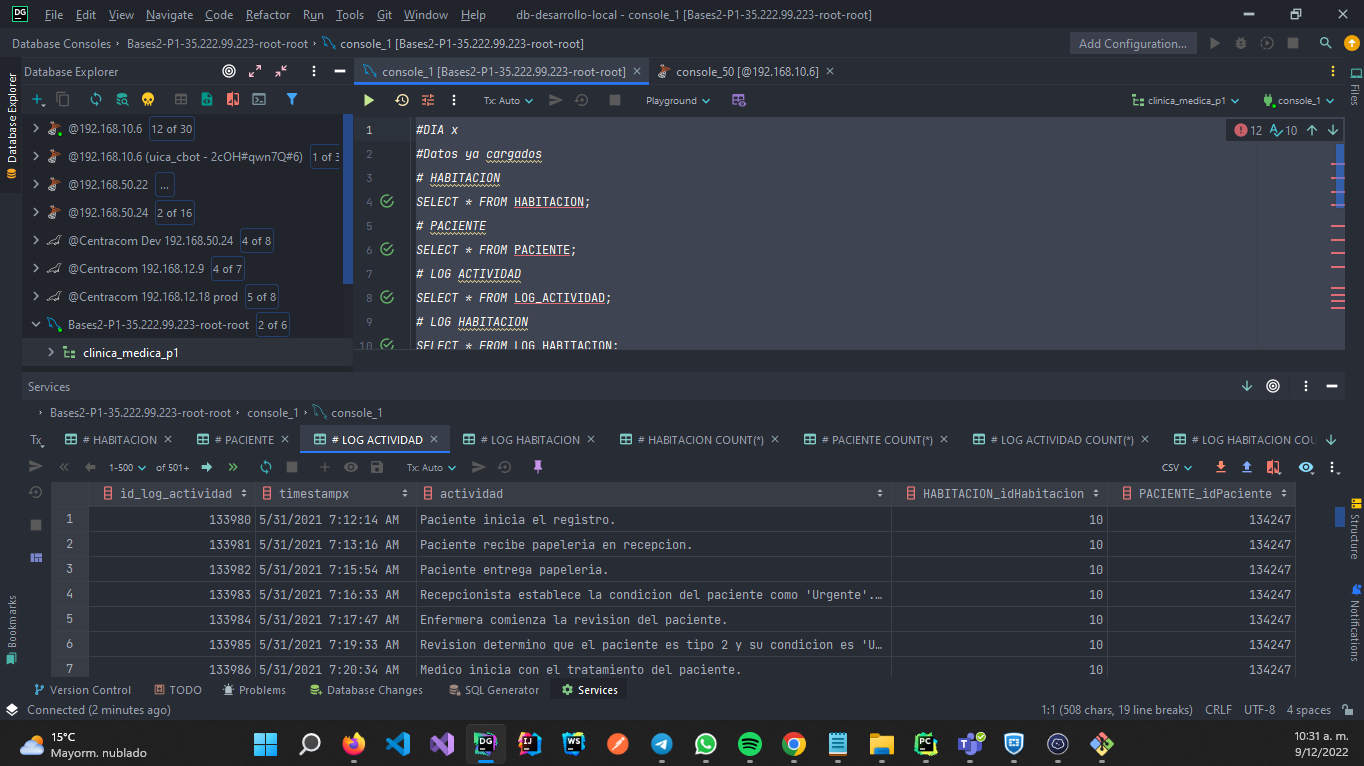 DG File Edit View Navigate Code Refactor Run Tools Git Window Help db-desarrollo-local - console_1 [Bases2-P1-35.222.99.223-root-root]
Database Consoles Bases2-P1-35.222.99.223-root-root console_1 [Bases2-P1-35.222.99.223-root-root] Add Configuration...
Database Explorer
Database Explorer console_1 [Bases2-P1-35.222.99.223-root-root] console_50 [@192.168.10.6]
Files
Tx: Auto Playground clinica_medica_p1 console_1
@192.168.10.6 12 of 30
@192.168.10.6 (uica_cbot - 2cOH#qwn7Q#6) 1 of 3
@192.168.50.22 ...
@192.168.50.24 2 of 16
@Centracom Dev 192.168.50.24 4 of 8
@Centracom 192.168.12.9 4 of 7
@Centracom 192.168.12.18 prod 5 of 8
Bases2-P1-35.222.99.223-root-root 2 of 6
clinica_medica_p1
12 10
1 #DIA x
2 #Datos ya cargados
3 # HABITACION
4 SELECT * FROM HABITACION;
5 # PACIENTE
6 SELECT * FROM PACIENTE;
7 # LOG ACTIVIDAD
8 SELECT * FROM LOG_ACTIVIDAD;
9 # LOG HABITACION
10 SELECT * FROM LOG_HABITACION;
Services
Bases2-P1-35.222.99.223-root-root console_1 console_1
Tx # HABITACION # PACIENTE # LOG ACTIVIDAD # LOG HABITACION # HABITACION COUNT(*) # PACIENTE COUNT(*) # LOG ACTIVIDAD COUNT(*) # LOG HABITACION COU
1-500 of 501+ Tx: Auto CSV
id_log_actividad timestampx actividad HABITACION_idHabitacion PACIENTE_idPaciente
1 133980 5/31/2021 7:12:14 AM Paciente inicia el registro. 10 134247
2 133981 5/31/2021 7:13:16 AM Paciente recibe papeleria en recepcion. 10 134247
3 133982 5/31/2021 7:15:54 AM Paciente entrega papeleria. 10 134247
4 133983 5/31/2021 7:16:33 AM Recepcionista establece la condicion del paciente como 'Urgente'.… 10 134247
5 133984 5/31/2021 7:17:47 AM Enfermera comienza la revision del paciente. 10 134247
6 133985 5/31/2021 7:19:33 AM Revision determino que el paciente es tipo 2 y su condicion es 'U… 10 134247
7 133986 5/31/2021 7:20:34 AM Medico inicia con el tratamiento del paciente. 10 134247
Structure
Notifications
Bookmarks
Version Control TODO Problems Database Changes SQL Generator Services
Connected (2 minutes ago) 1:1 (508 chars, 19 line breaks) CRLF UTF-8 4 spaces
15°C
Mayorm. nublado
DG IJ WS PC
10:31 a. m.
9/12/2022